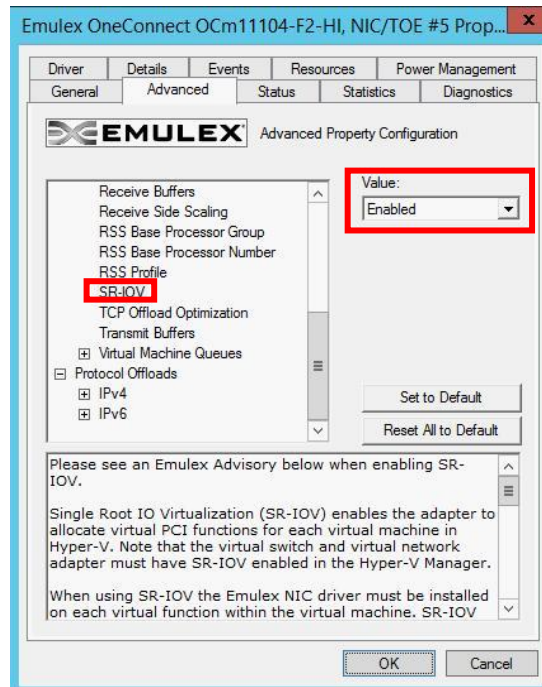 Emulex OneConnect OCm11104-F2-HI, NIC/TOE #5 Prop... x
Driver Details Events Resources Power Management
General Advanced Status Statistics Diagnostics
EMULEX Advanced Property Configuration
Value:
Enabled
Receive Buffers
Receive Side Scaling
RSS Base Processor Group
RSS Base Processor Number
RSS Profile
SR-IOV
TCP Offload Optimization
Transmit Buffers
Virtual Machine Queues
Protocol Offloads
IPv4
IPv6
Set to Default
Reset All to Default
Please see an Emulex Advisory below when enabling SR-
IOV.
Single Root IO Virtualization (SR-IOV) enables the adapter to
allocate virtual PCI functions for each virtual machine in
Hyper-V. Note that the virtual switch and virtual network
adapter must have SR-IOV enabled in the Hyper-V Manager.
When using SR-IOV the Emulex NIC driver must be installed
on each virtual function within the virtual machine. SR-IOV
OK Cancel